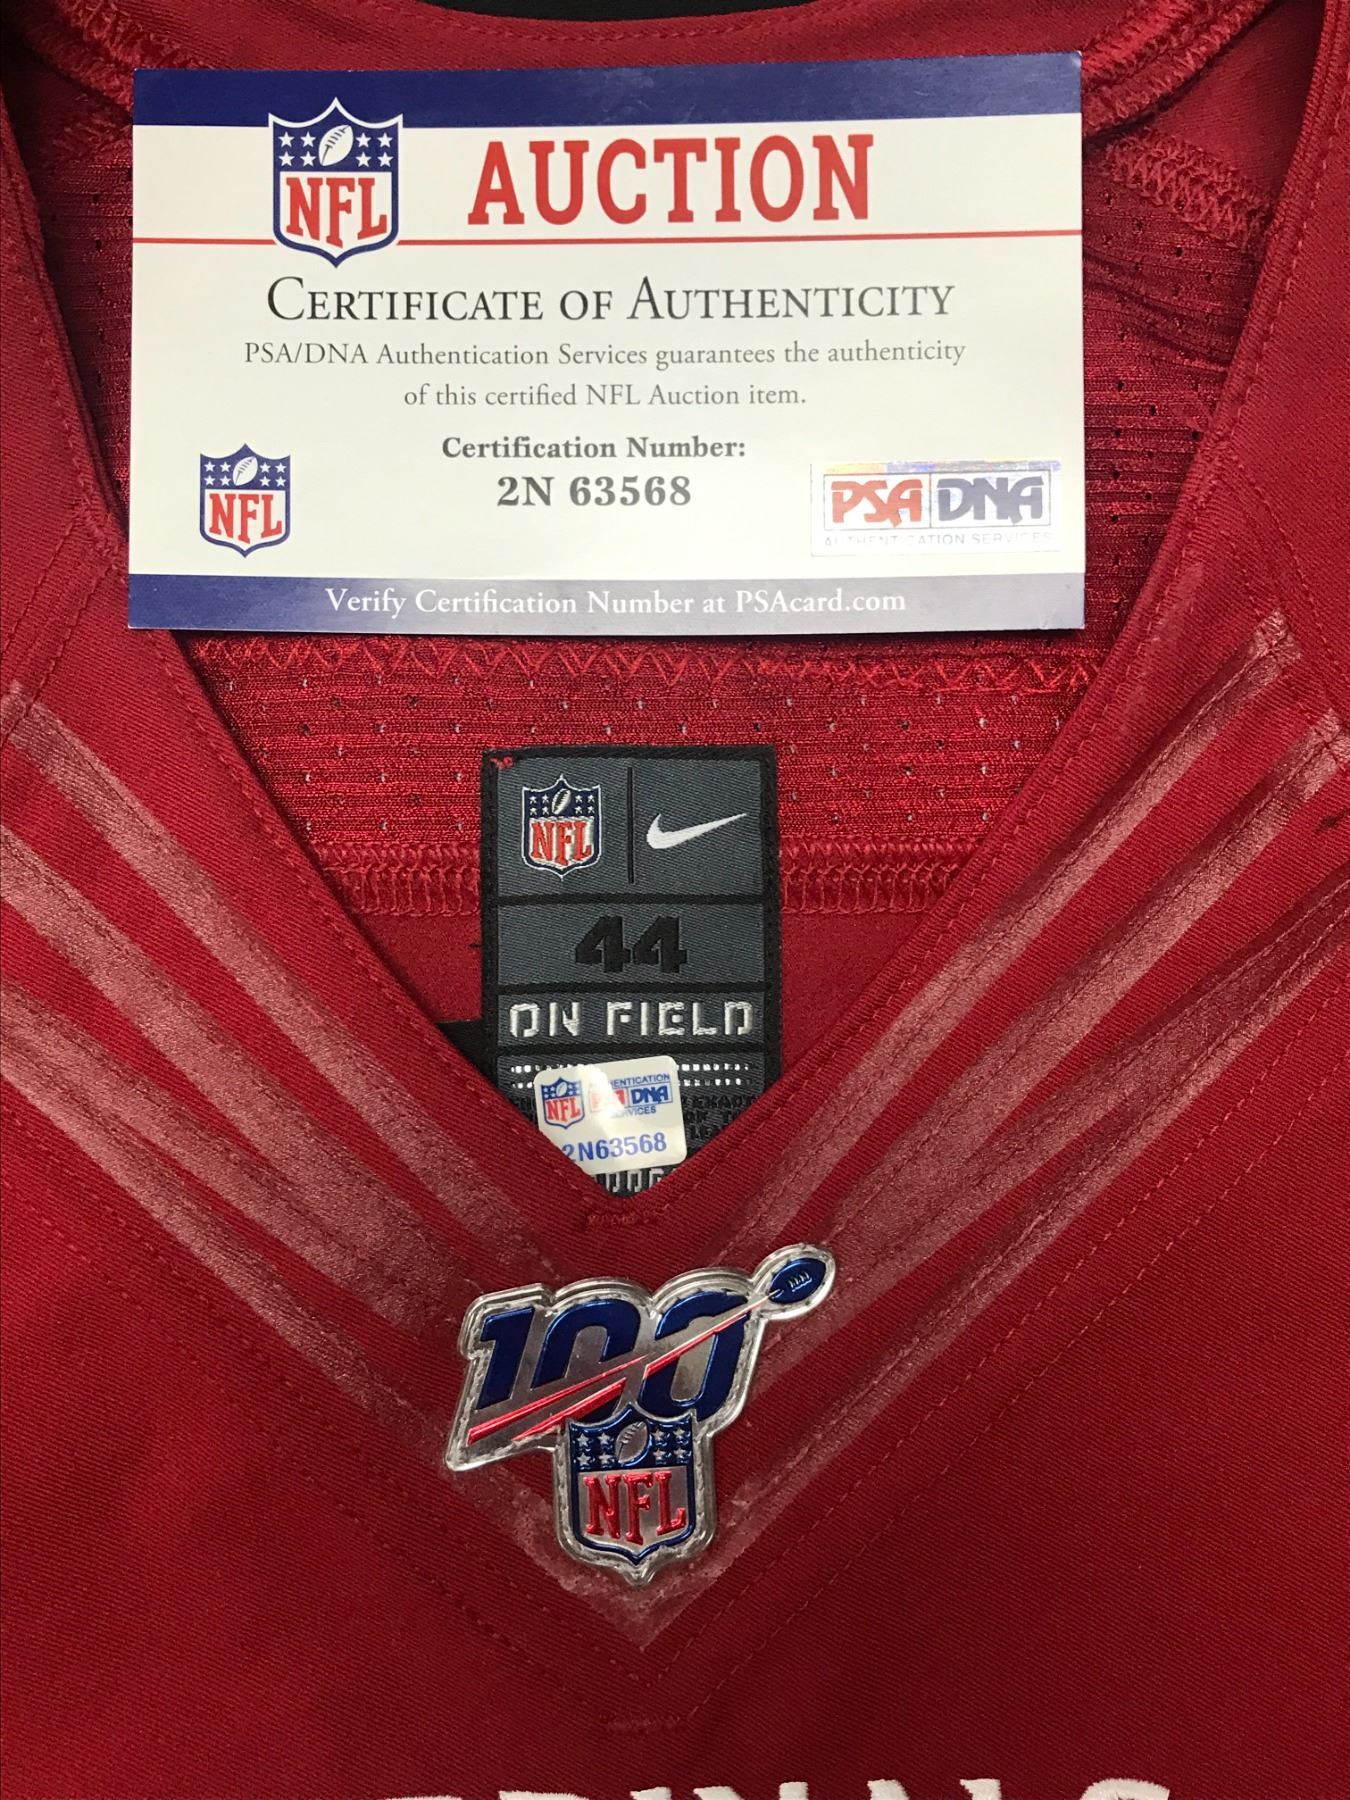 NFL
AUCTION
CERTIFICATE OF AUTHENTICITY
PSA/DNA Authentication Services guarantees the authenticity
of this certified NFL Auction item.
Certification Number:
2N 63568
NFL
PSA DNA
AUTHENTICATION SERVICES
Verify Certification Number at PSAcard.com
NFL
44
ON FIELD
NFL
DNA
2N63568
100
NFL